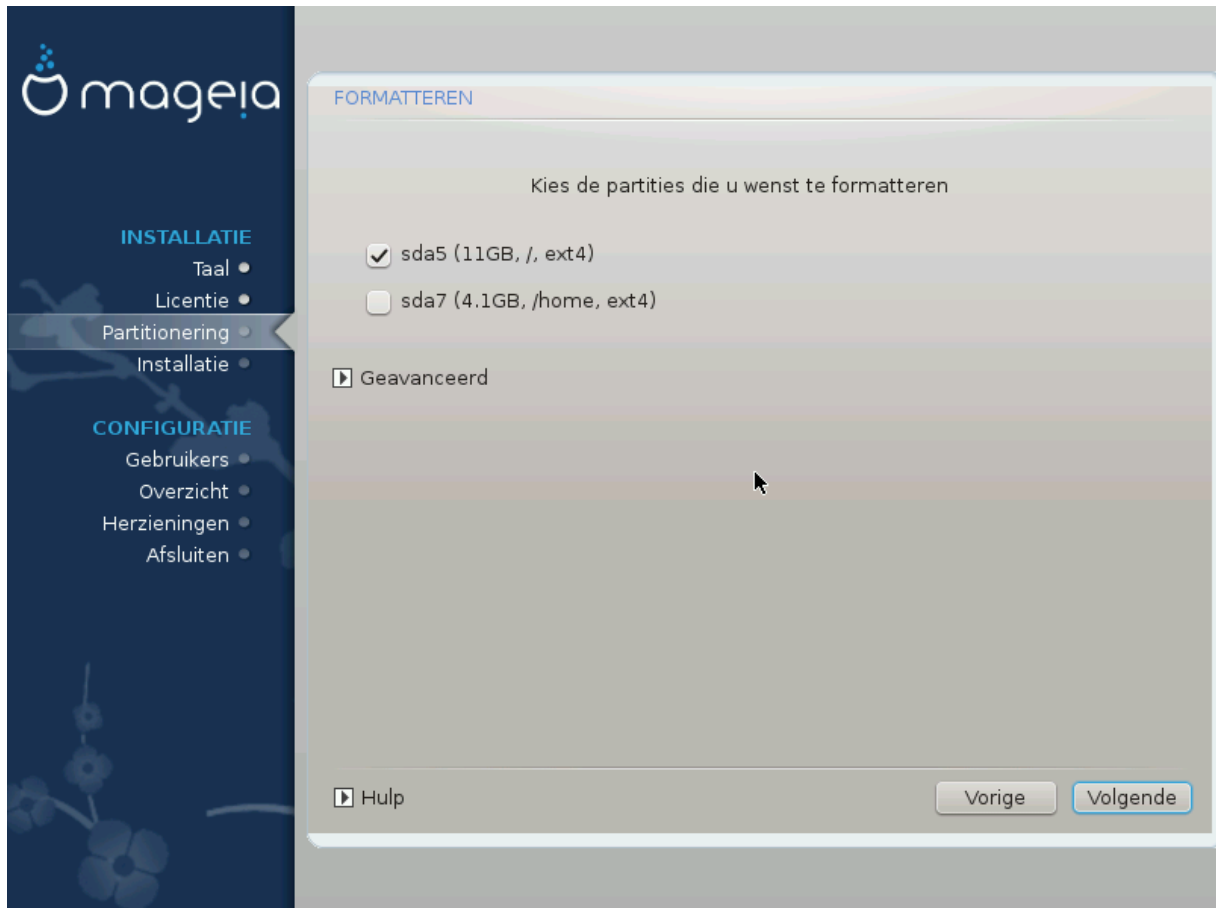 mageia
INSTALLATIE
Taal
Licentie
Partitionering
Installatie
CONFIGURATIE
Gebruikers
Overzicht
Herzieningen
Afsluiten
FORMATTEREN
Kies de partities die u wenst te formatteren
sda5 (11GB, /, ext4)
sda7 (4.1GB, /home, ext4)
Geavanceerd
Hulp
Vorige
Volgende